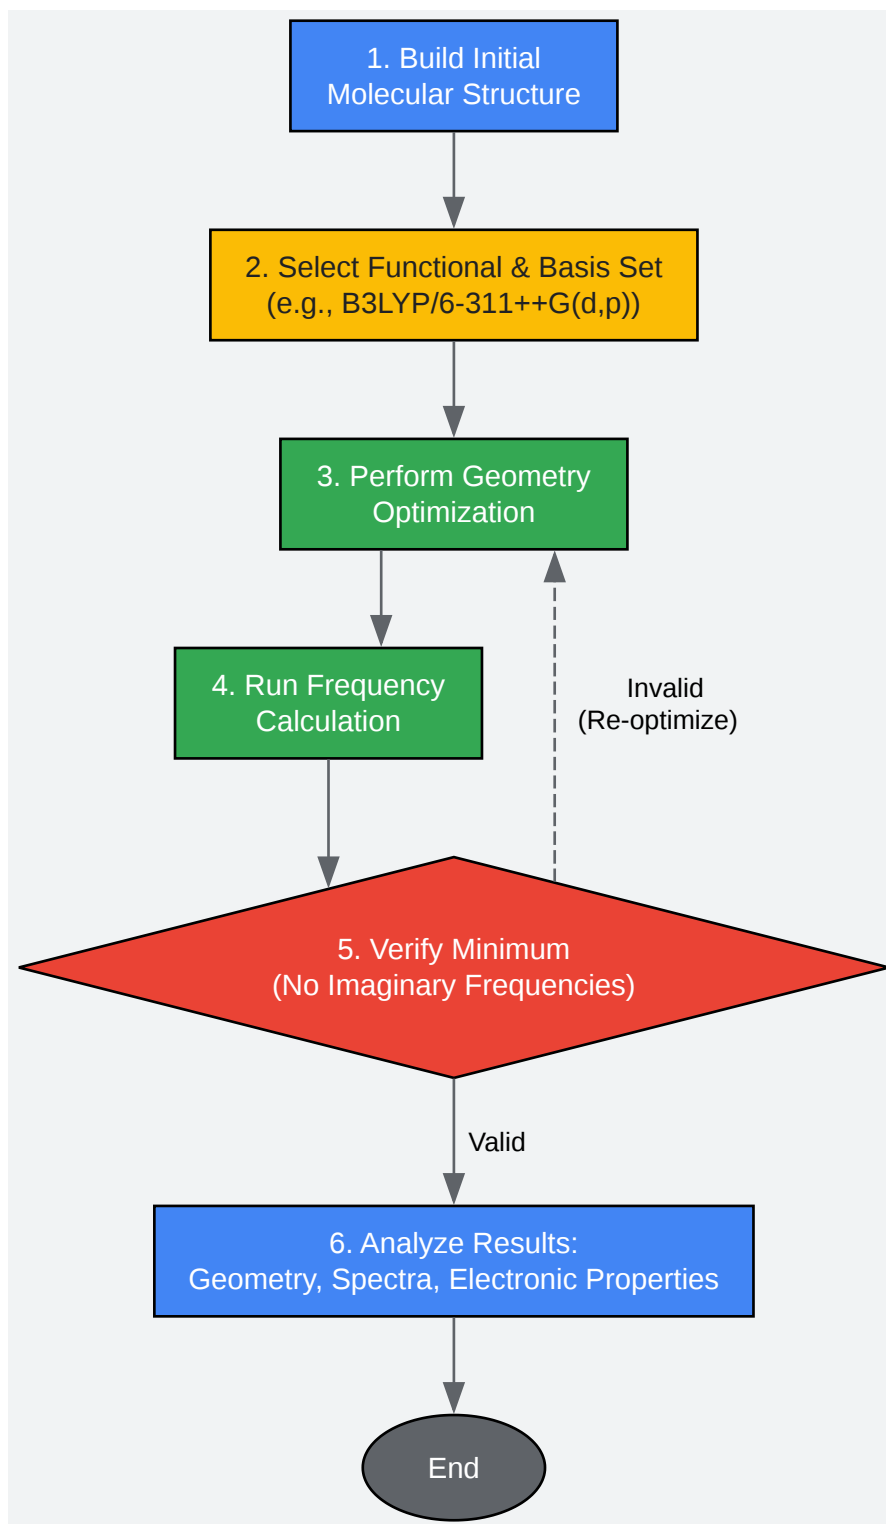 1. Build Initial
Molecular Structure
2. Select Functional & Basis Set
(e.g., B3LYP/6-311++G(d,p))
3. Perform Geometry
Optimization
4. Run Frequency
Calculation
Invalid
(Re-optimize)
5. Verify Minimum
(No Imaginary Frequencies)
Valid
6. Analyze Results:
Geometry, Spectra, Electronic Properties
End